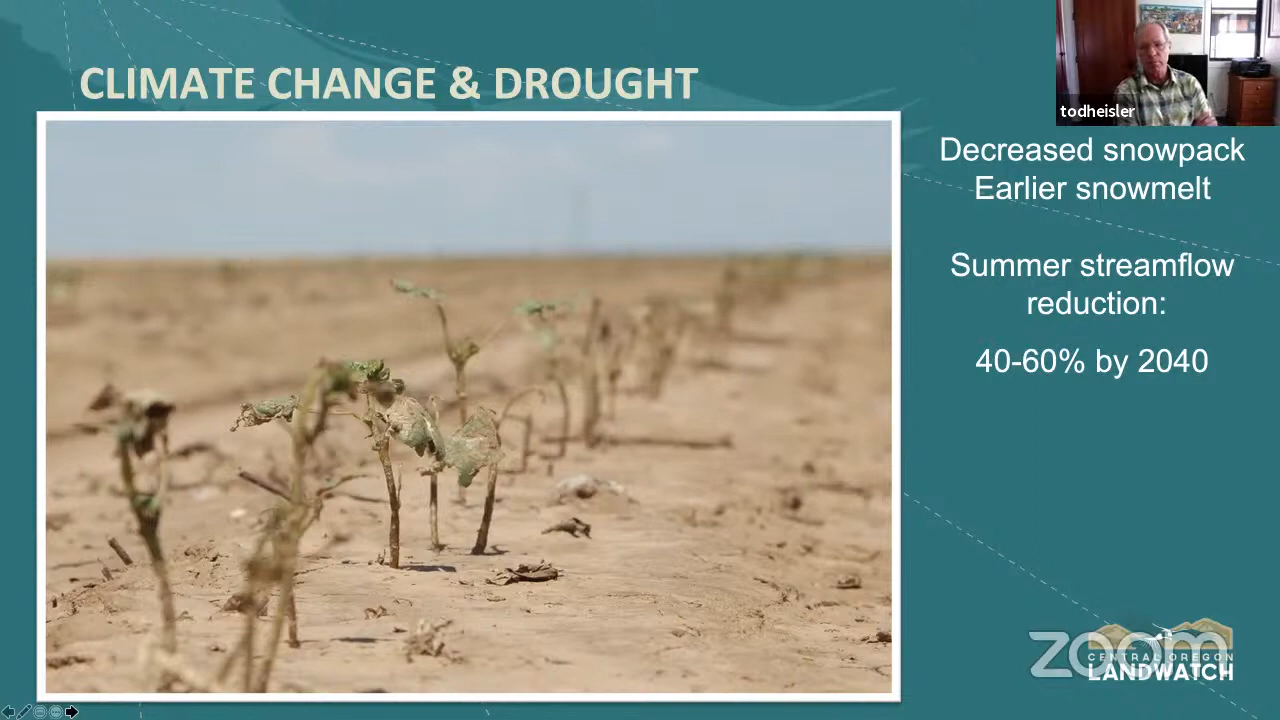 CLIMATE CHANGE & DROUGHT
todheisler
Decreased snowpack
Earlier snowmelt
Summer streamflow
reduction:
40-60% by 2040
zoom
CENTRAL OREGON
LANDWATCH